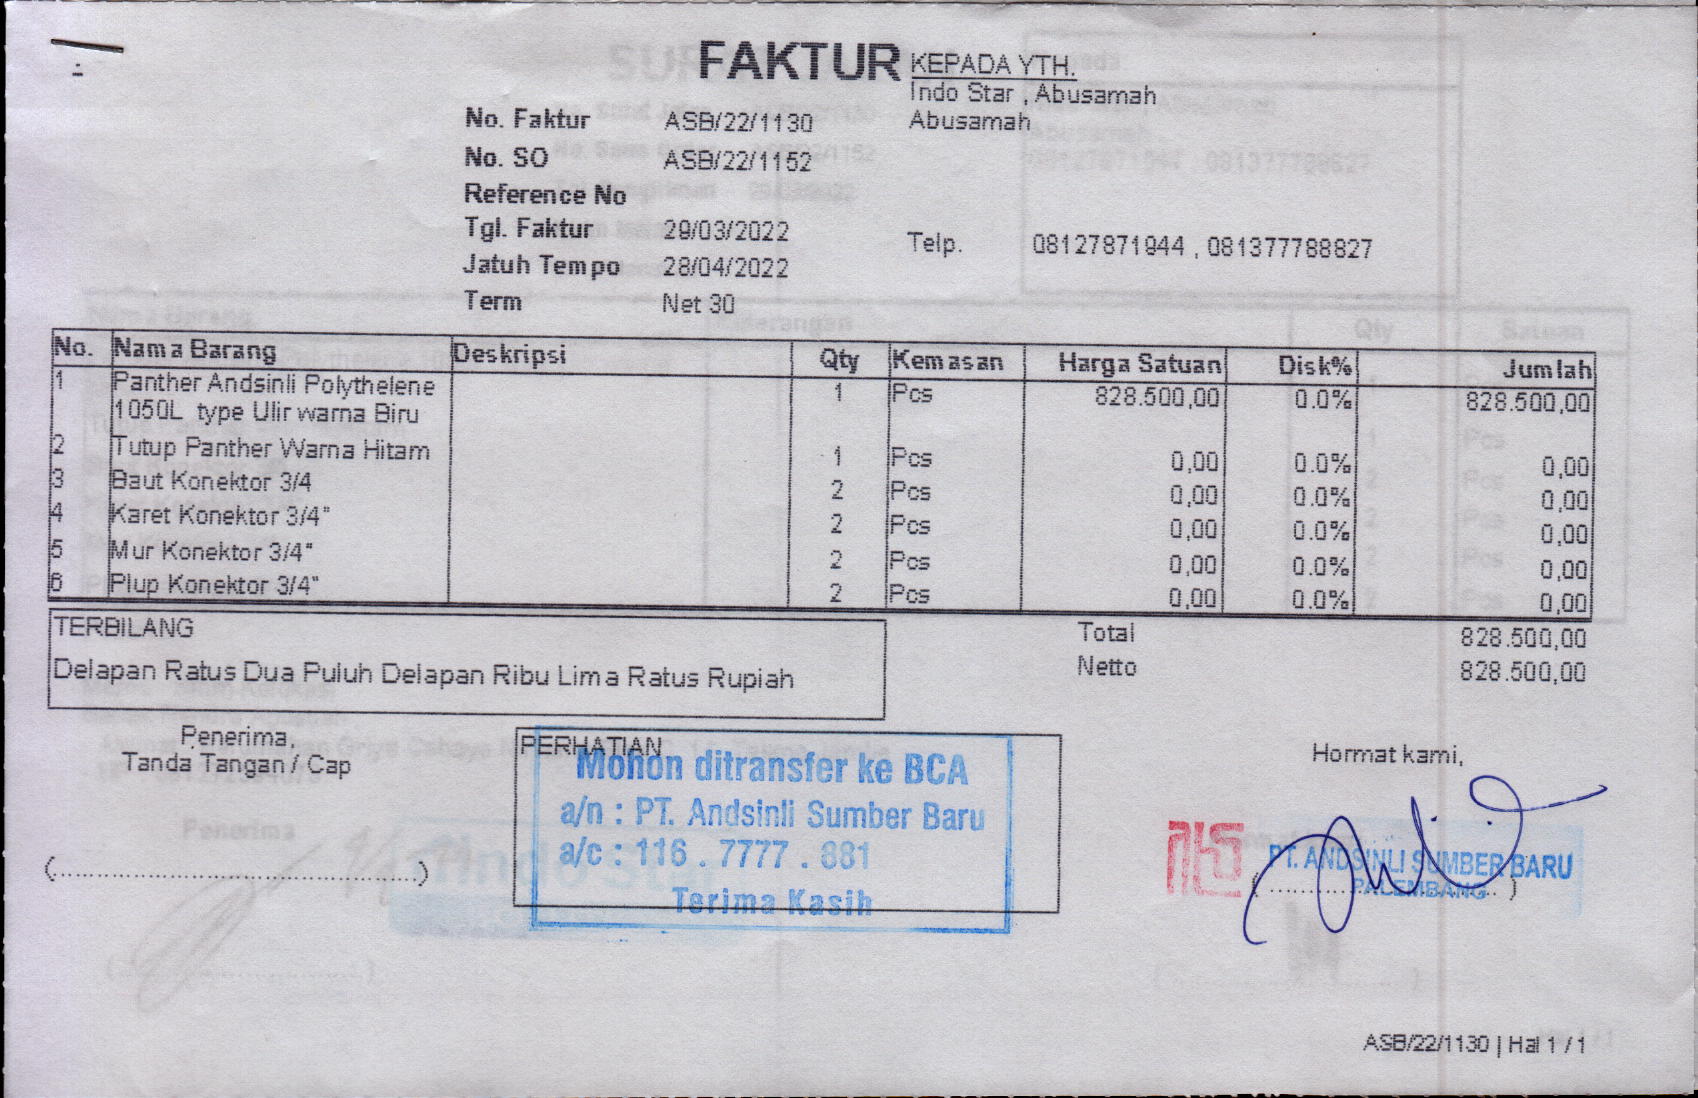 FAKTUR
KEPADA YTH.
Indo Star , Abusamah
Abusamah
No. Faktur ASB/22/1130
No. SO ASB/22/1152
Reference No
Tgl. Faktur 29/03/2022
Telp. 08127871944 , 081377788827
Jatuh Tempo 28/04/2022
Term Net 30
No. Nama Barang Deskripsi Qty Kemasan Harga Satuan Disk% Jumlah
1 Panther Andsinli Polythelene 1 Pcs 828.500,00 0.0% 828.500,00
1050L type Ulir warna Biru
2 Tutup Panther Warna Hitam 1 Pcs 0,00 0.0% 0,00
3 Baut Konektor 3/4 2 Pcs 0,00 0.0% 0,00
4 Karet Konektor 3/4" 2 Pcs 0,00 0.0% 0,00
5 Mur Konektor 3/4" 2 Pcs 0,00 0.0% 0,00
6 Plup Konektor 3/4" 2 Pcs 0,00 0.0% 0,00
TERBILANG
Delapan Ratus Dua Puluh Delapan Ribu Lima Ratus Rupiah
Total 828.500,00
Netto 828.500,00
Penerima,
Tanda Tangan / Cap
(..........................................)
PERHATIAN
Mohon ditransfer ke BCA
a/n : PT. Andsinli Sumber Baru
a/c : 116 . 7777 . 881
Terima Kasih
Hormat kami,
PT. ANDSINLI SUMBER BARU
PALEMBANG
ASB/22/1130 | Hal 1 / 1